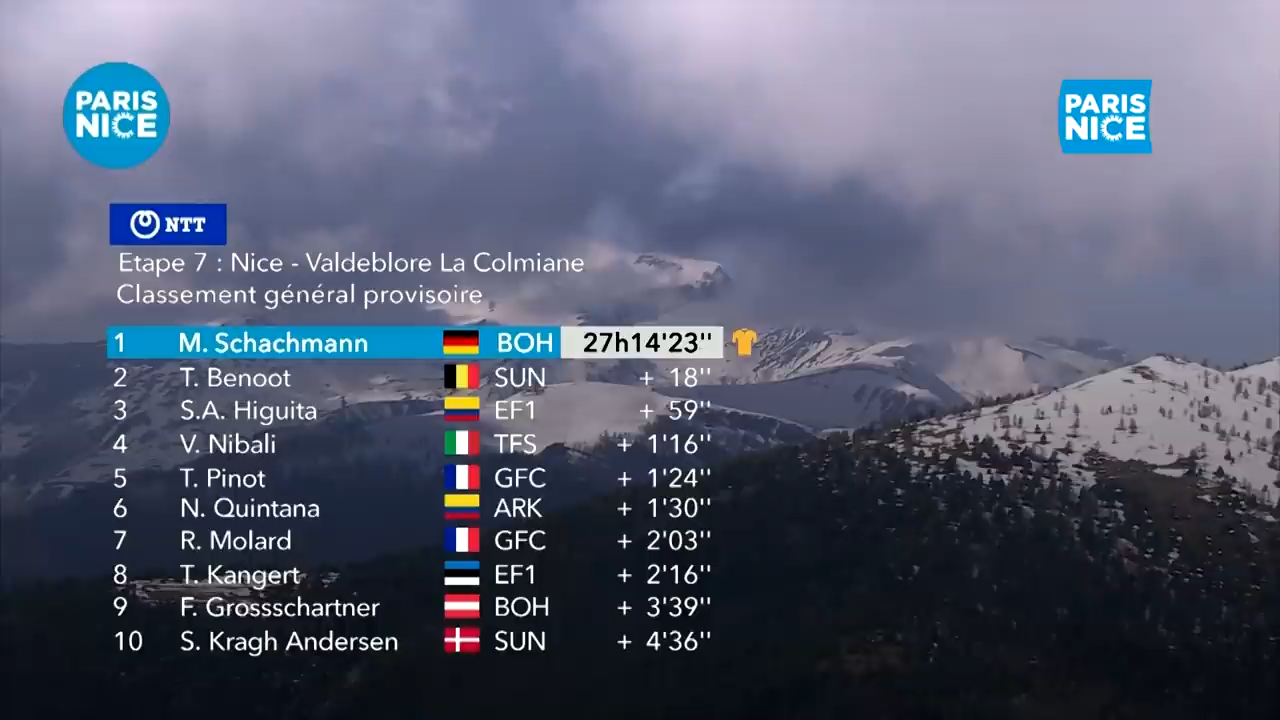 PARIS
NICE
PARIS
NICE
NTT
Etape 7 : Nice - Valdeblore La Colmiane
Classement général provisoire
1 M. Schachmann BOH 27h14'23''
2 T. Benoot SUN + 18''
3 S.A. Higuita EF1 + 59''
4 V. Nibali TFS + 1'16''
5 T. Pinot GFC + 1'24''
6 N. Quintana ARK + 1'30''
7 R. Molard GFC + 2'03''
8 T. Kangert EF1 + 2'16''
9 F. Grossschartner BOH + 3'39''
10 S. Kragh Andersen SUN + 4'36''